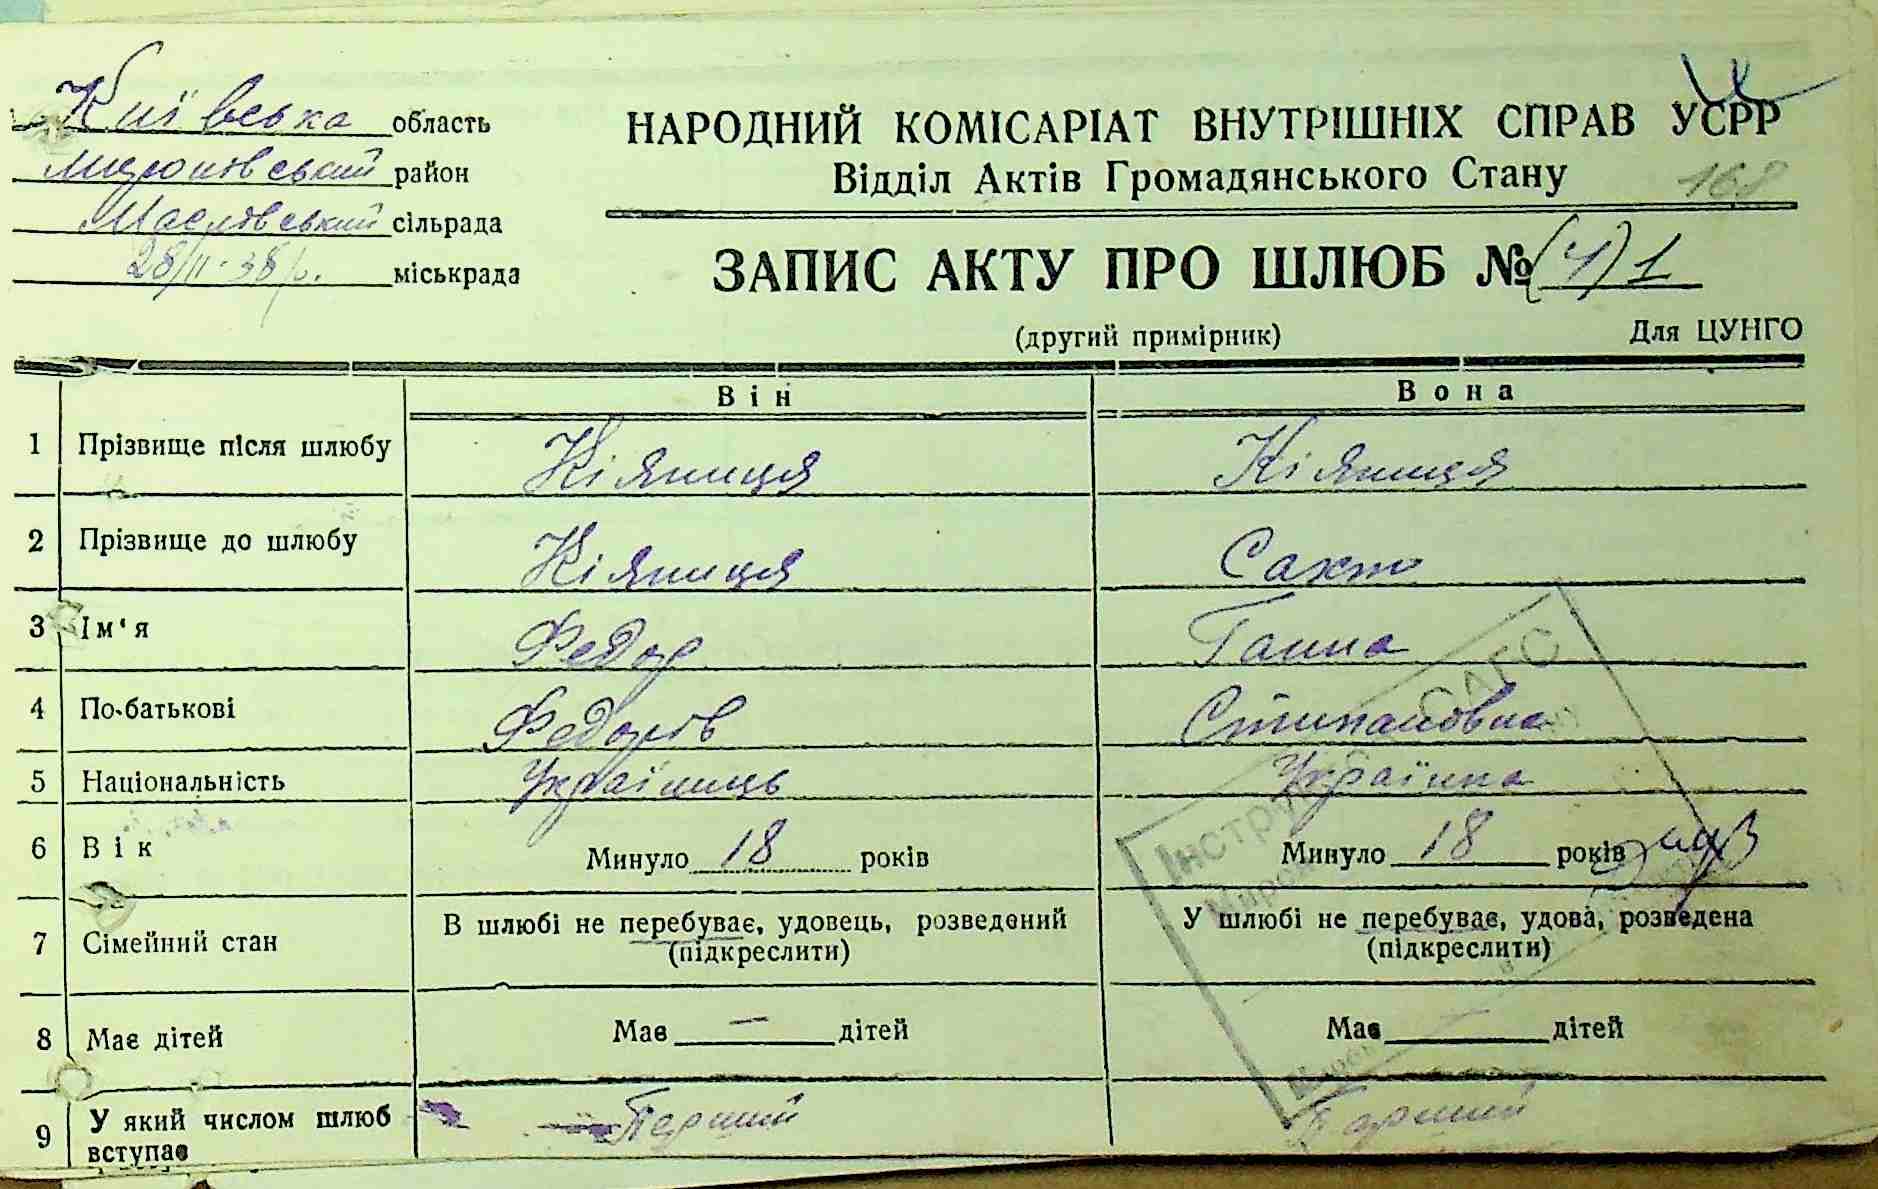 Київська область
Миронівський район
Масловський сільрада
28/II-38 р. міськрада
НАРОДНИЙ КОМІСАРІАТ ВНУТРІШНІХ СПРАВ УСРР
Відділ Актів Громадянського Стану
168
ЗАПИС АКТУ ПРО ШЛЮБ № (4) 1
(другий примірник)
Для ЦУНГО
Він Вона
1 Прізвище після шлюбу Кіяниця Кіяниця
2 Прізвище до шлюбу Кіяниця Сахно
3 Ім'я Федор Ганна
4 По-батькові Федорів Степановна
5 Національність Українець Українка
6 Вік Минуло 18 років Минуло 18 років
7 Сімейний стан В шлюбі не перебуває, удовець, розведений У шлюбі не перебуває, удова, розведена
(підкреслити) (підкреслити)
8 Має дітей Має — дітей Має дітей
9 У який числом шлюб вступає Перший Перший